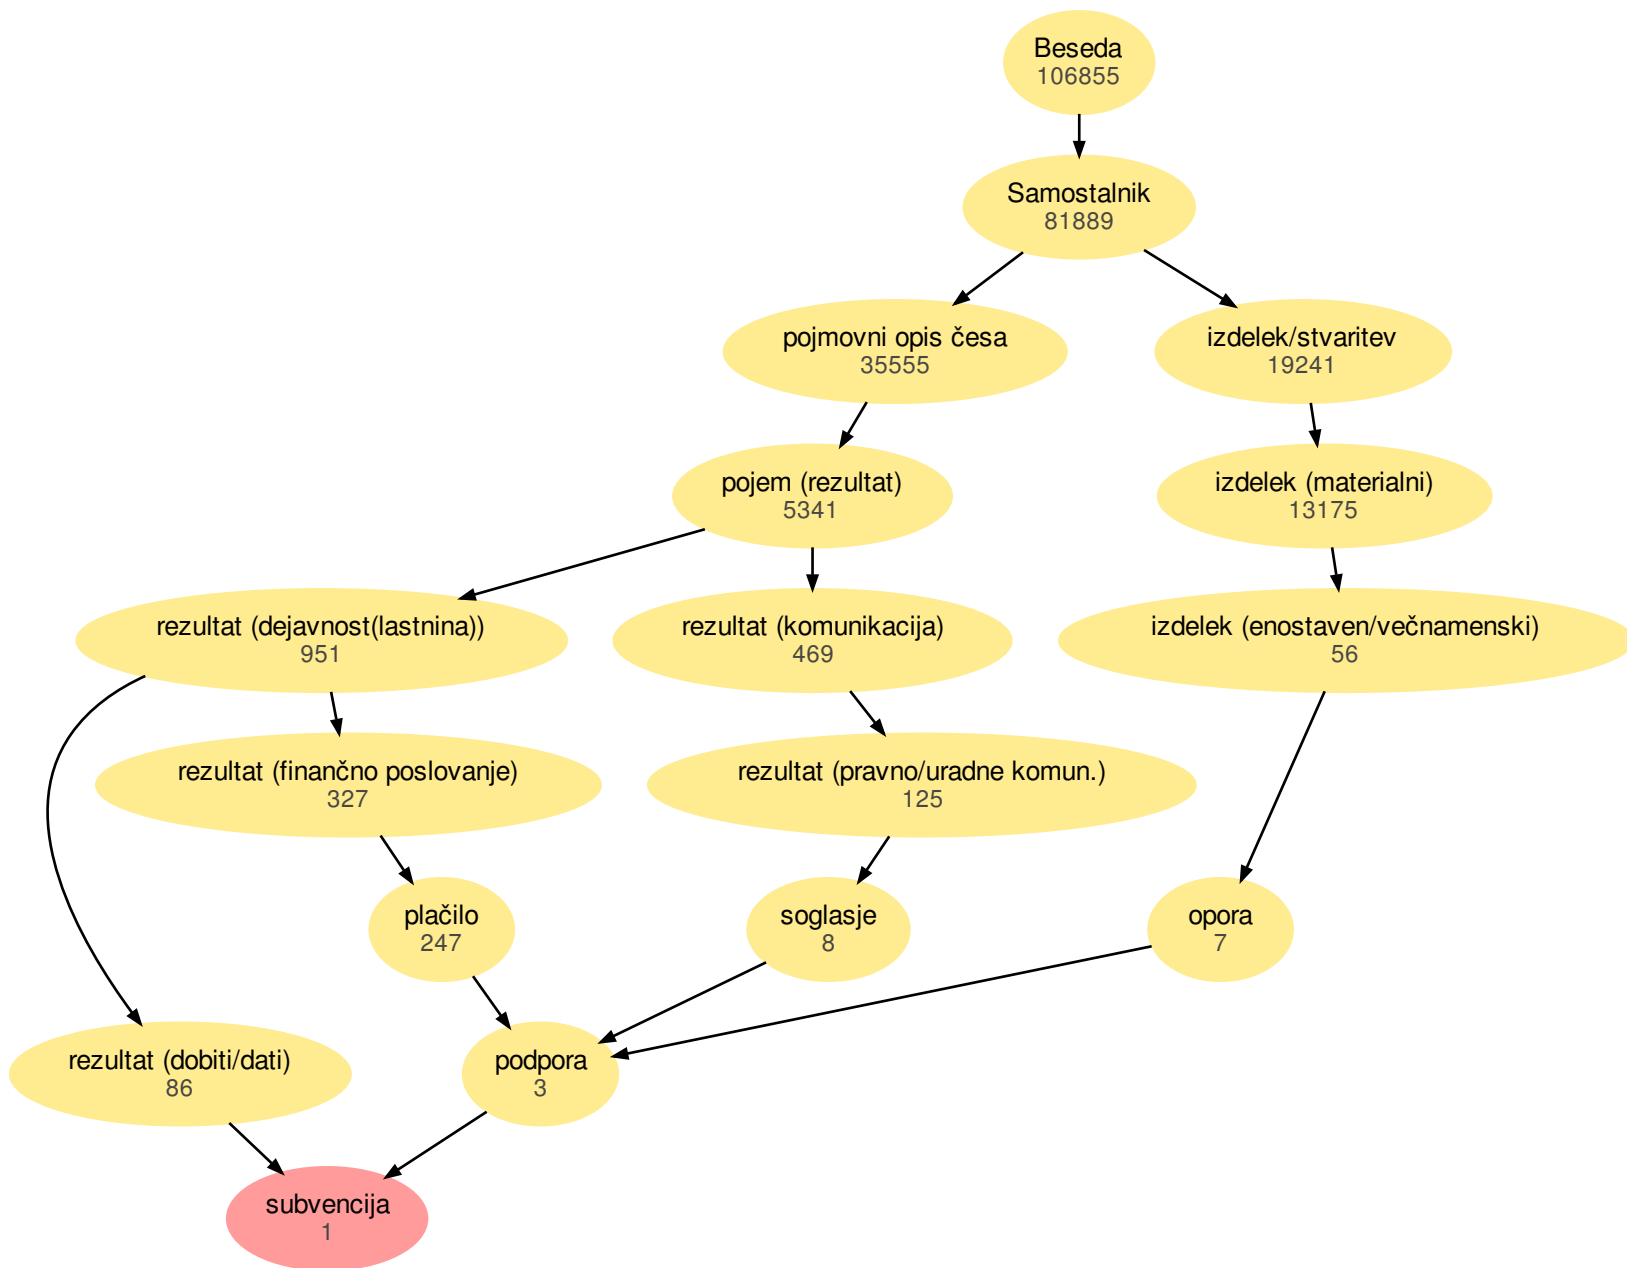 Beseda
106855
Samostalnik
81889
pojmovni opis česa
35555
izdelek/stvaritev
19241
pojem (rezultat)
5341
izdelek (materialni)
13175
rezultat (dejavnost(lastnina))
951
rezultat (komunikacija)
469
izdelek (enostaven/večnamenski)
56
rezultat (finančno poslovanje)
327
rezultat (pravno/uradne komun.)
125
plačilo
247
soglasje
8
opora
7
rezultat (dobiti/dati)
86
podpora
3
subvencija
1